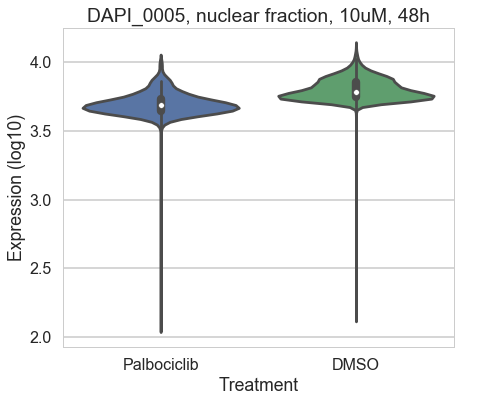 DAPI_0005, nuclear fraction, 10uM, 48h
4.0
3.5
3.0
2.5
2.0
Expression (log10)
Palbociclib
DMSO
Treatment